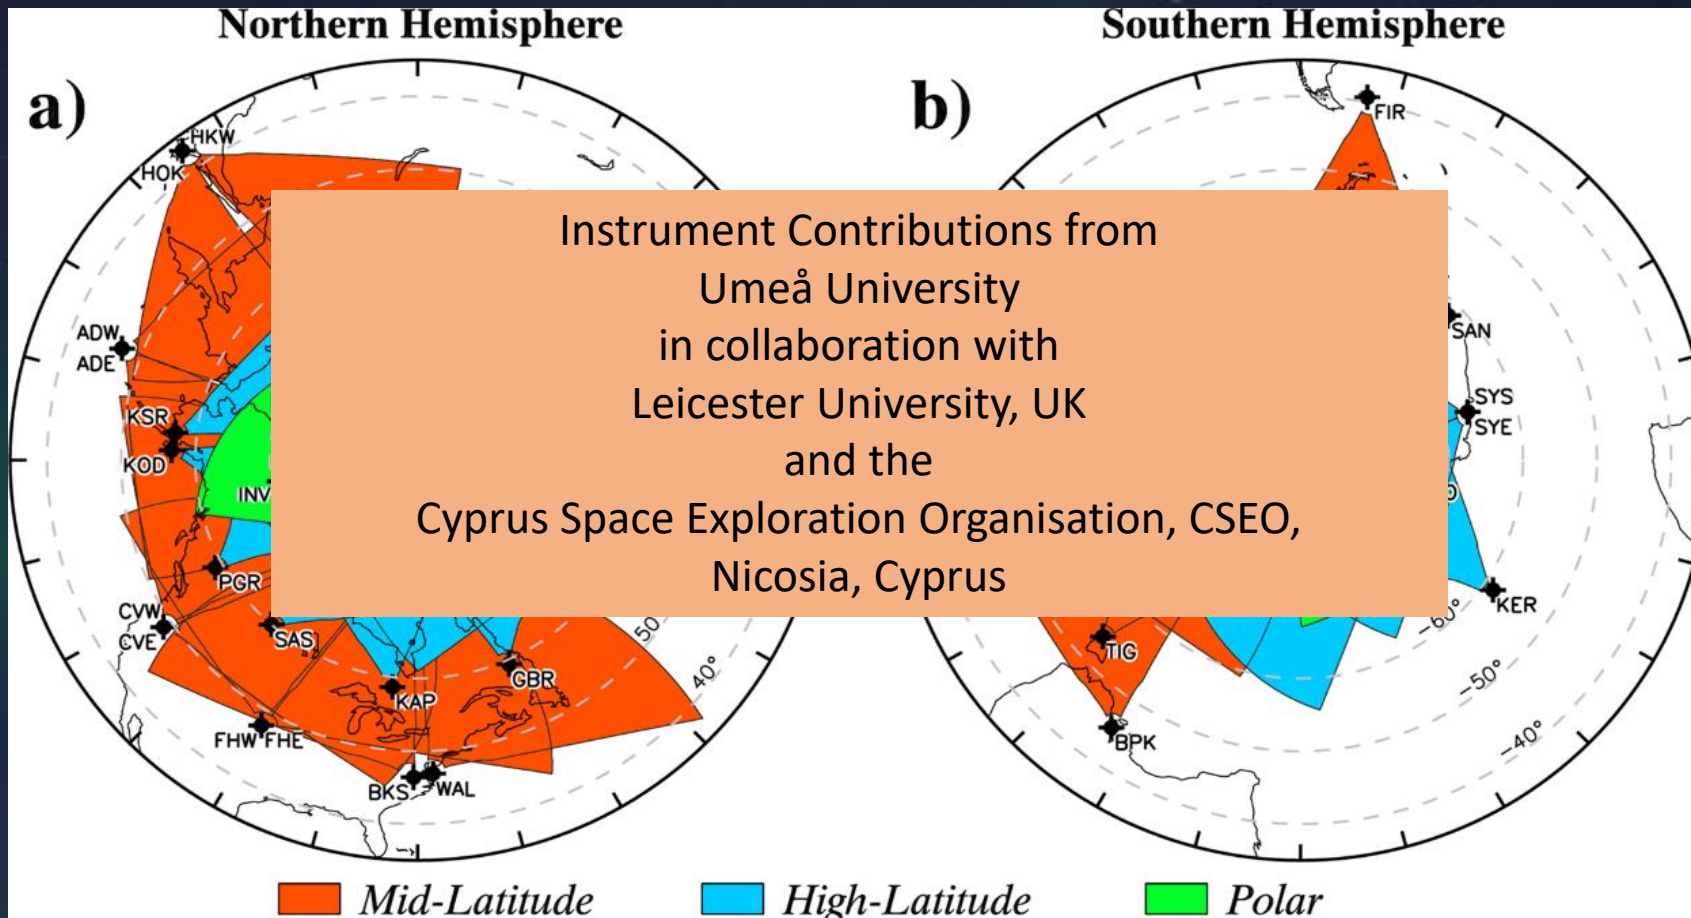 Northern Hemisphere
Southern Hemisphere
a)
b)
HKW
HOK
FIR
Instrument Contributions from
Umeå University
in collaboration with
Leicester University, UK
and the
Cyprus Space Exploration Organisation, CSEO,
Nicosia, Cyprus
ADW
ADE
KSR
KOD
INV
PGR
CVW
CVE
SAS
KAP
GBR
FHW FHE
BKS
WAL
50
40°
SAN
SYS
SYE
KER
TIG
BPK
-60°
-50°
-40°
Mid-Latitude
High-Latitude
Polar